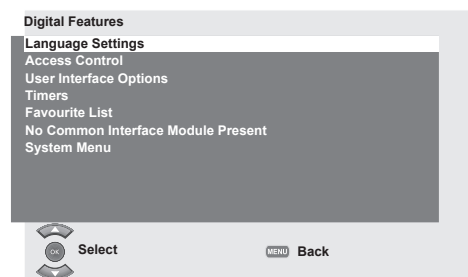 Digital Features
Language Settings
Access Control
User Interface Options
Timers
Favourite List
No Common Interface Module Present
System Menu
OK Select MENU Back